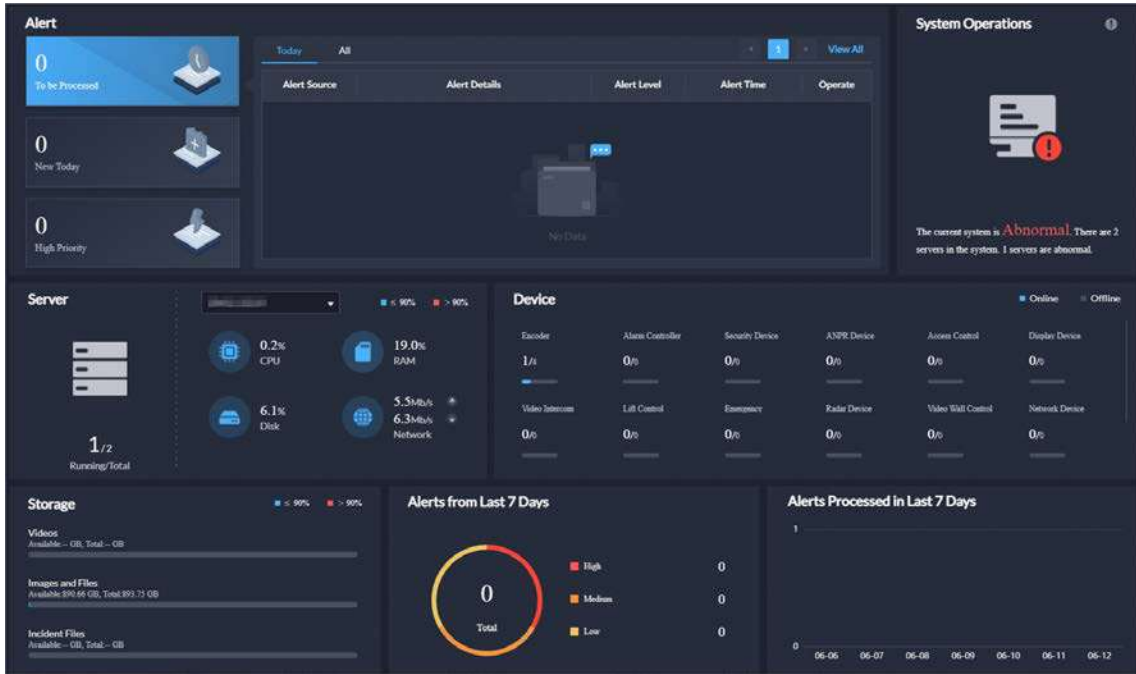 Alert
0
To be Processed
0
New Today
0
High Priority
Today All 1 View All
Alert Source Alert Details Alert Level Alert Time Operate
No Data
System Operations
The current system is Abnormal. There are 2
servers in the system. 1 servers are abnormal.
Server
≤ 90% > 90%
0.2% CPU
19.0% RAM
6.1% Disk
5.5Mb/s
6.3Mb/s
Network
1/2
Running/Total
Device
Online Offline
Encoder Alarm Controller Security Device ANPR Device Access Control Display Device
0/0 0/0 0/0 0/0 0/0
Video Intercom Lift Control Emergency Radar Device Video Wall Control Network Device
0/0 0/0 0/0 0/0 0/0 0/0
Storage
≤ 90% > 90%
Videos
Available:-- GB, Total:-- GB
Images and Files
Available:890.66 GB, Total:893.75 GB
Incident Files
Available:-- GB, Total:-- GB
Alerts from Last 7 Days
0
Total
High 0
Medium 0
Low 0
Alerts Processed in Last 7 Days
1
0
06-06 06-07 06-08 06-09 06-10 06-11 06-12